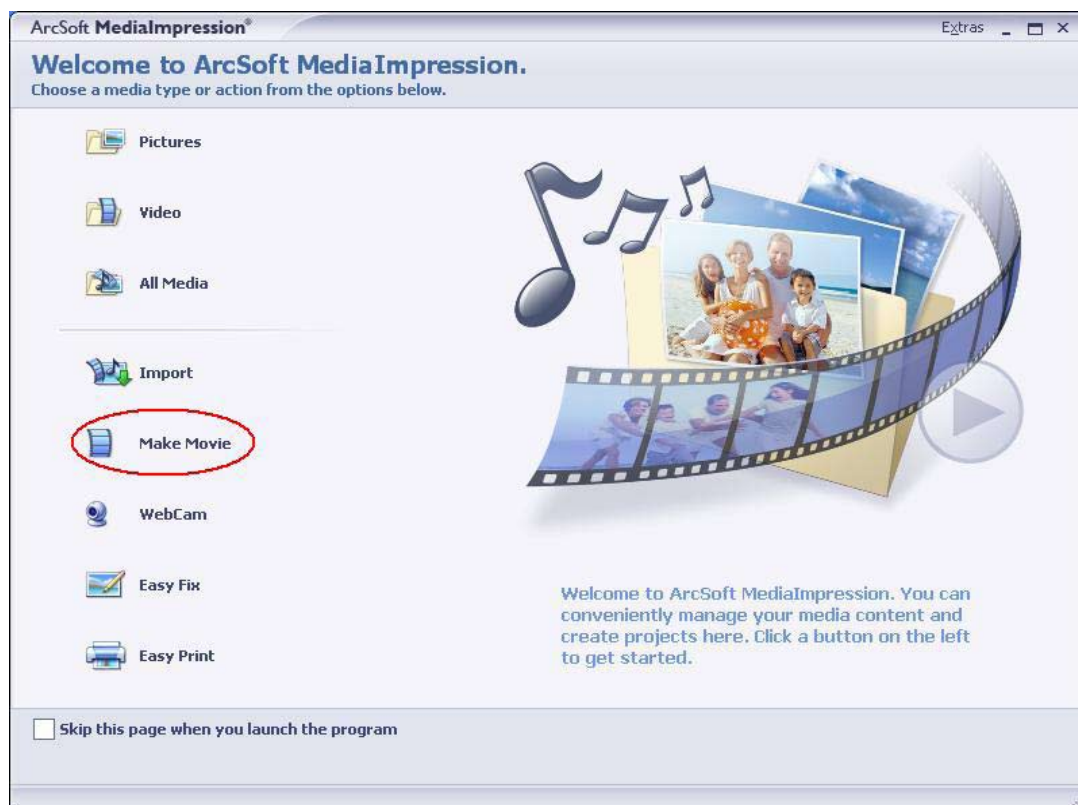 ArcSoft MediaImpression®
Extras
Welcome to ArcSoft MediaImpression.
Choose a media type or action from the options below.
Pictures
Video
All Media
Import
Make Movie
WebCam
Easy Fix
Easy Print
Welcome to ArcSoft MediaImpression. You can
conveniently manage your media content and
create projects here. Click a button on the left
to get started.
Skip this page when you launch the program